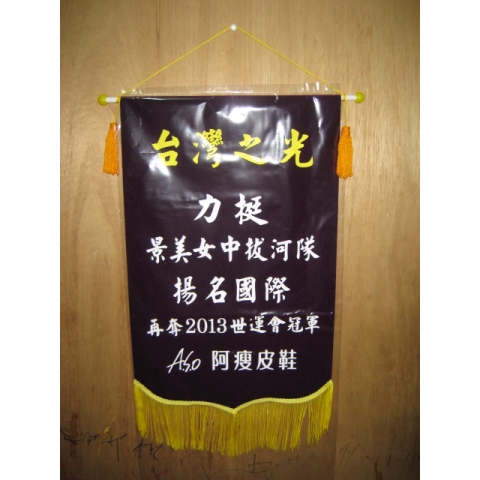 台灣之光
力挺
景美女中拔河隊
揚名國際
再奪2013世運會冠軍
A.S.O 阿瘦皮鞋